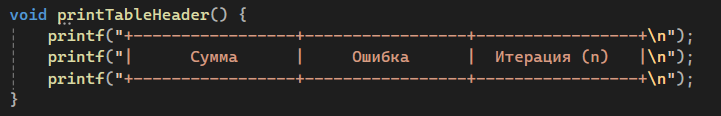 void printTableHeader() {
    printf("+-----------------+-----------------+-----------------+\n");
    printf("|      Сумма      |     Ошибка      |  Итерация (n)   |\n");
    printf("+-----------------+-----------------+-----------------+\n");
}